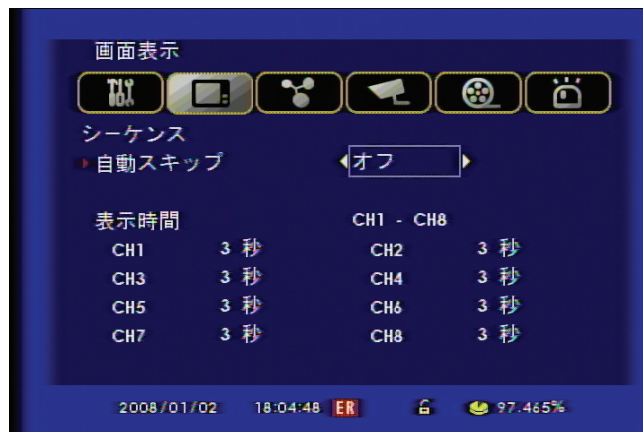 画面表示
シーケンス
自動スキップ オフ
表示時間 CH1 - CH8
CH1 3 秒 CH2 3 秒
CH3 3 秒 CH4 3 秒
CH5 3 秒 CH6 3 秒
CH7 3 秒 CH8 3 秒
2008/01/02 18:04:48 ER 97.465%